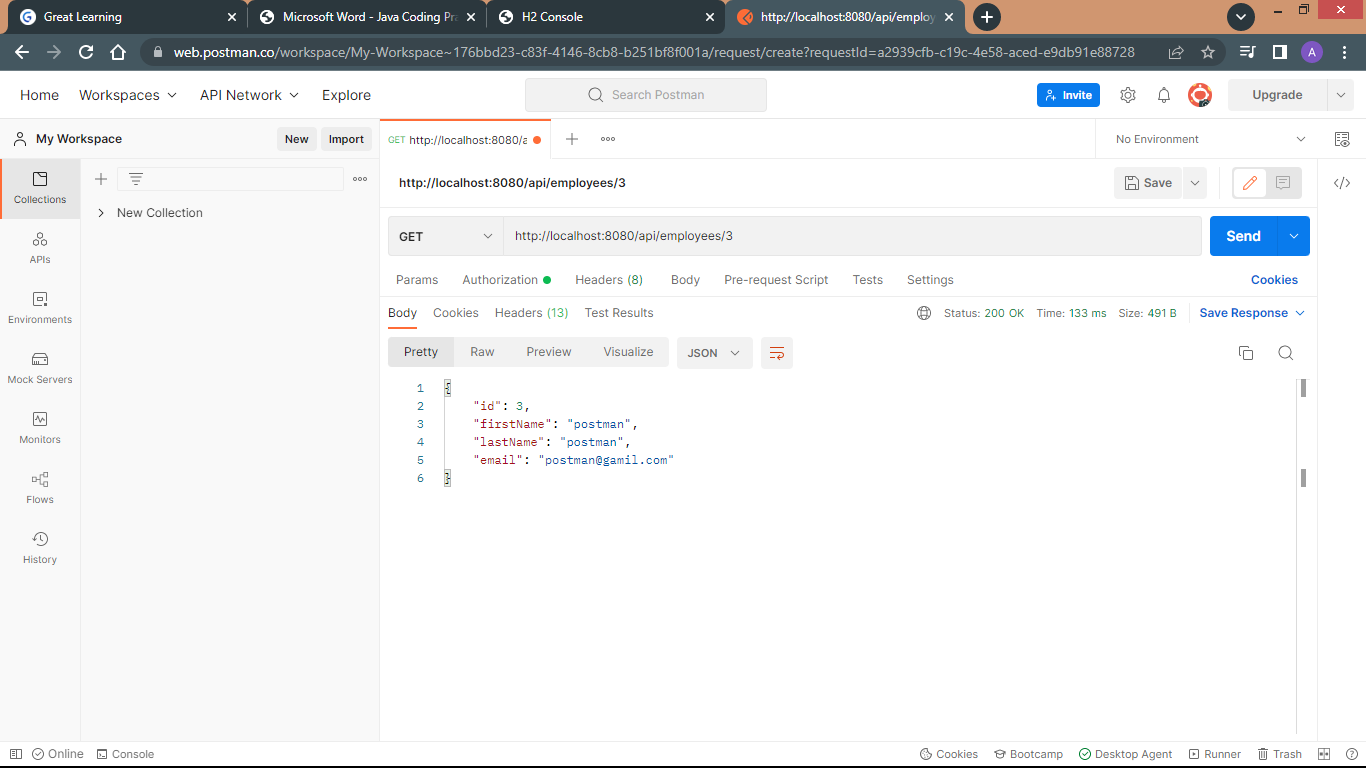 Great Learning
Microsoft Word - Java Coding Pra
H2 Console
http://localhost:8080/api/employ
web.postman.co/workspace/My-Workspace~176bbd23-c83f-4146-8cb8-b251bf8f001a/request/create?requestId=a2939cfb-c19c-4e58-aced-e9db91e88728
A
Home Workspaces API Network Explore
Search Postman
Invite
Upgrade
My Workspace
New Import
GET http://localhost:8080/a
No Environment
Collections
APIs
Environments
Mock Servers
Monitors
Flows
History
New Collection
http://localhost:8080/api/employees/3
Save
GET http://localhost:8080/api/employees/3
Send
Params Authorization Headers (8) Body Pre-request Script Tests Settings
Cookies
Body Cookies Headers (13) Test Results
Status: 200 OK Time: 133 ms Size: 491 B
Save Response
Pretty Raw Preview Visualize JSON
1 {
2 "id": 3,
3 "firstName": "postman",
4 "lastName": "postman",
5 "email": "postman@gamil.com"
6 }
Online Console
Cookies Bootcamp Desktop Agent Runner Trash